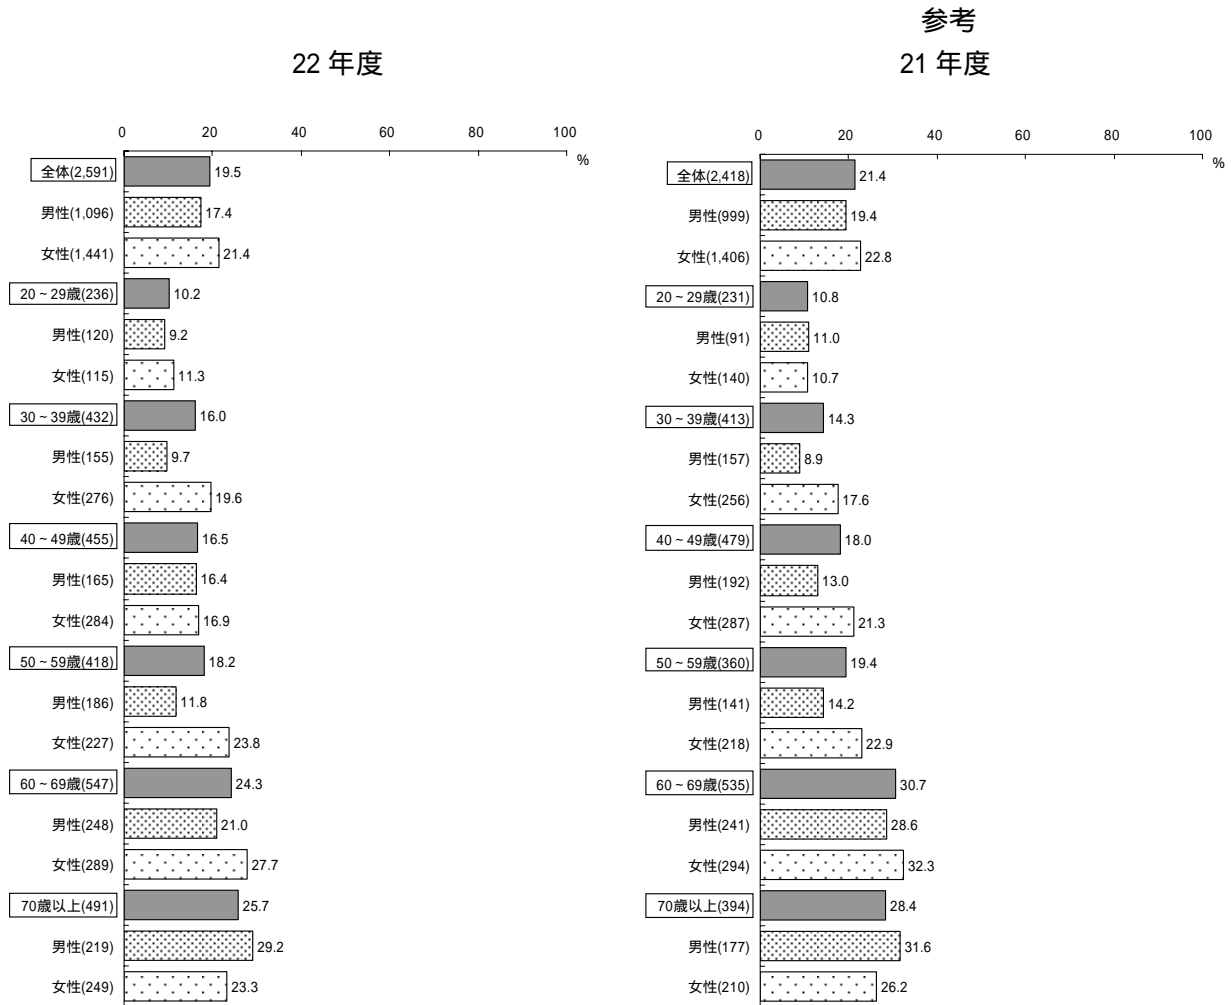 参考
22 年度
21 年度
0 20 40 60 80 100
%
全体(2,591) 19.5
男性(1,096) 17.4
女性(1,441) 21.4
20~29歳(236) 10.2
男性(120) 9.2
女性(115) 11.3
30~39歳(432) 16.0
男性(155) 9.7
女性(276) 19.6
40~49歳(455) 16.5
男性(165) 16.4
女性(284) 16.9
50~59歳(418) 18.2
男性(186) 11.8
女性(227) 23.8
60~69歳(547) 24.3
男性(248) 21.0
女性(289) 27.7
70歳以上(491) 25.7
男性(219) 29.2
女性(249) 23.3
0 20 40 60 80 100
%
全体(2,418) 21.4
男性(999) 19.4
女性(1,406) 22.8
20~29歳(231) 10.8
男性(91) 11.0
女性(140) 10.7
30~39歳(413) 14.3
男性(157) 8.9
女性(256) 17.6
40~49歳(479) 18.0
男性(192) 13.0
女性(287) 21.3
50~59歳(360) 19.4
男性(141) 14.2
女性(218) 22.9
60~69歳(535) 30.7
男性(241) 28.6
女性(294) 32.3
70歳以上(394) 28.4
男性(177) 31.6
女性(210) 26.2